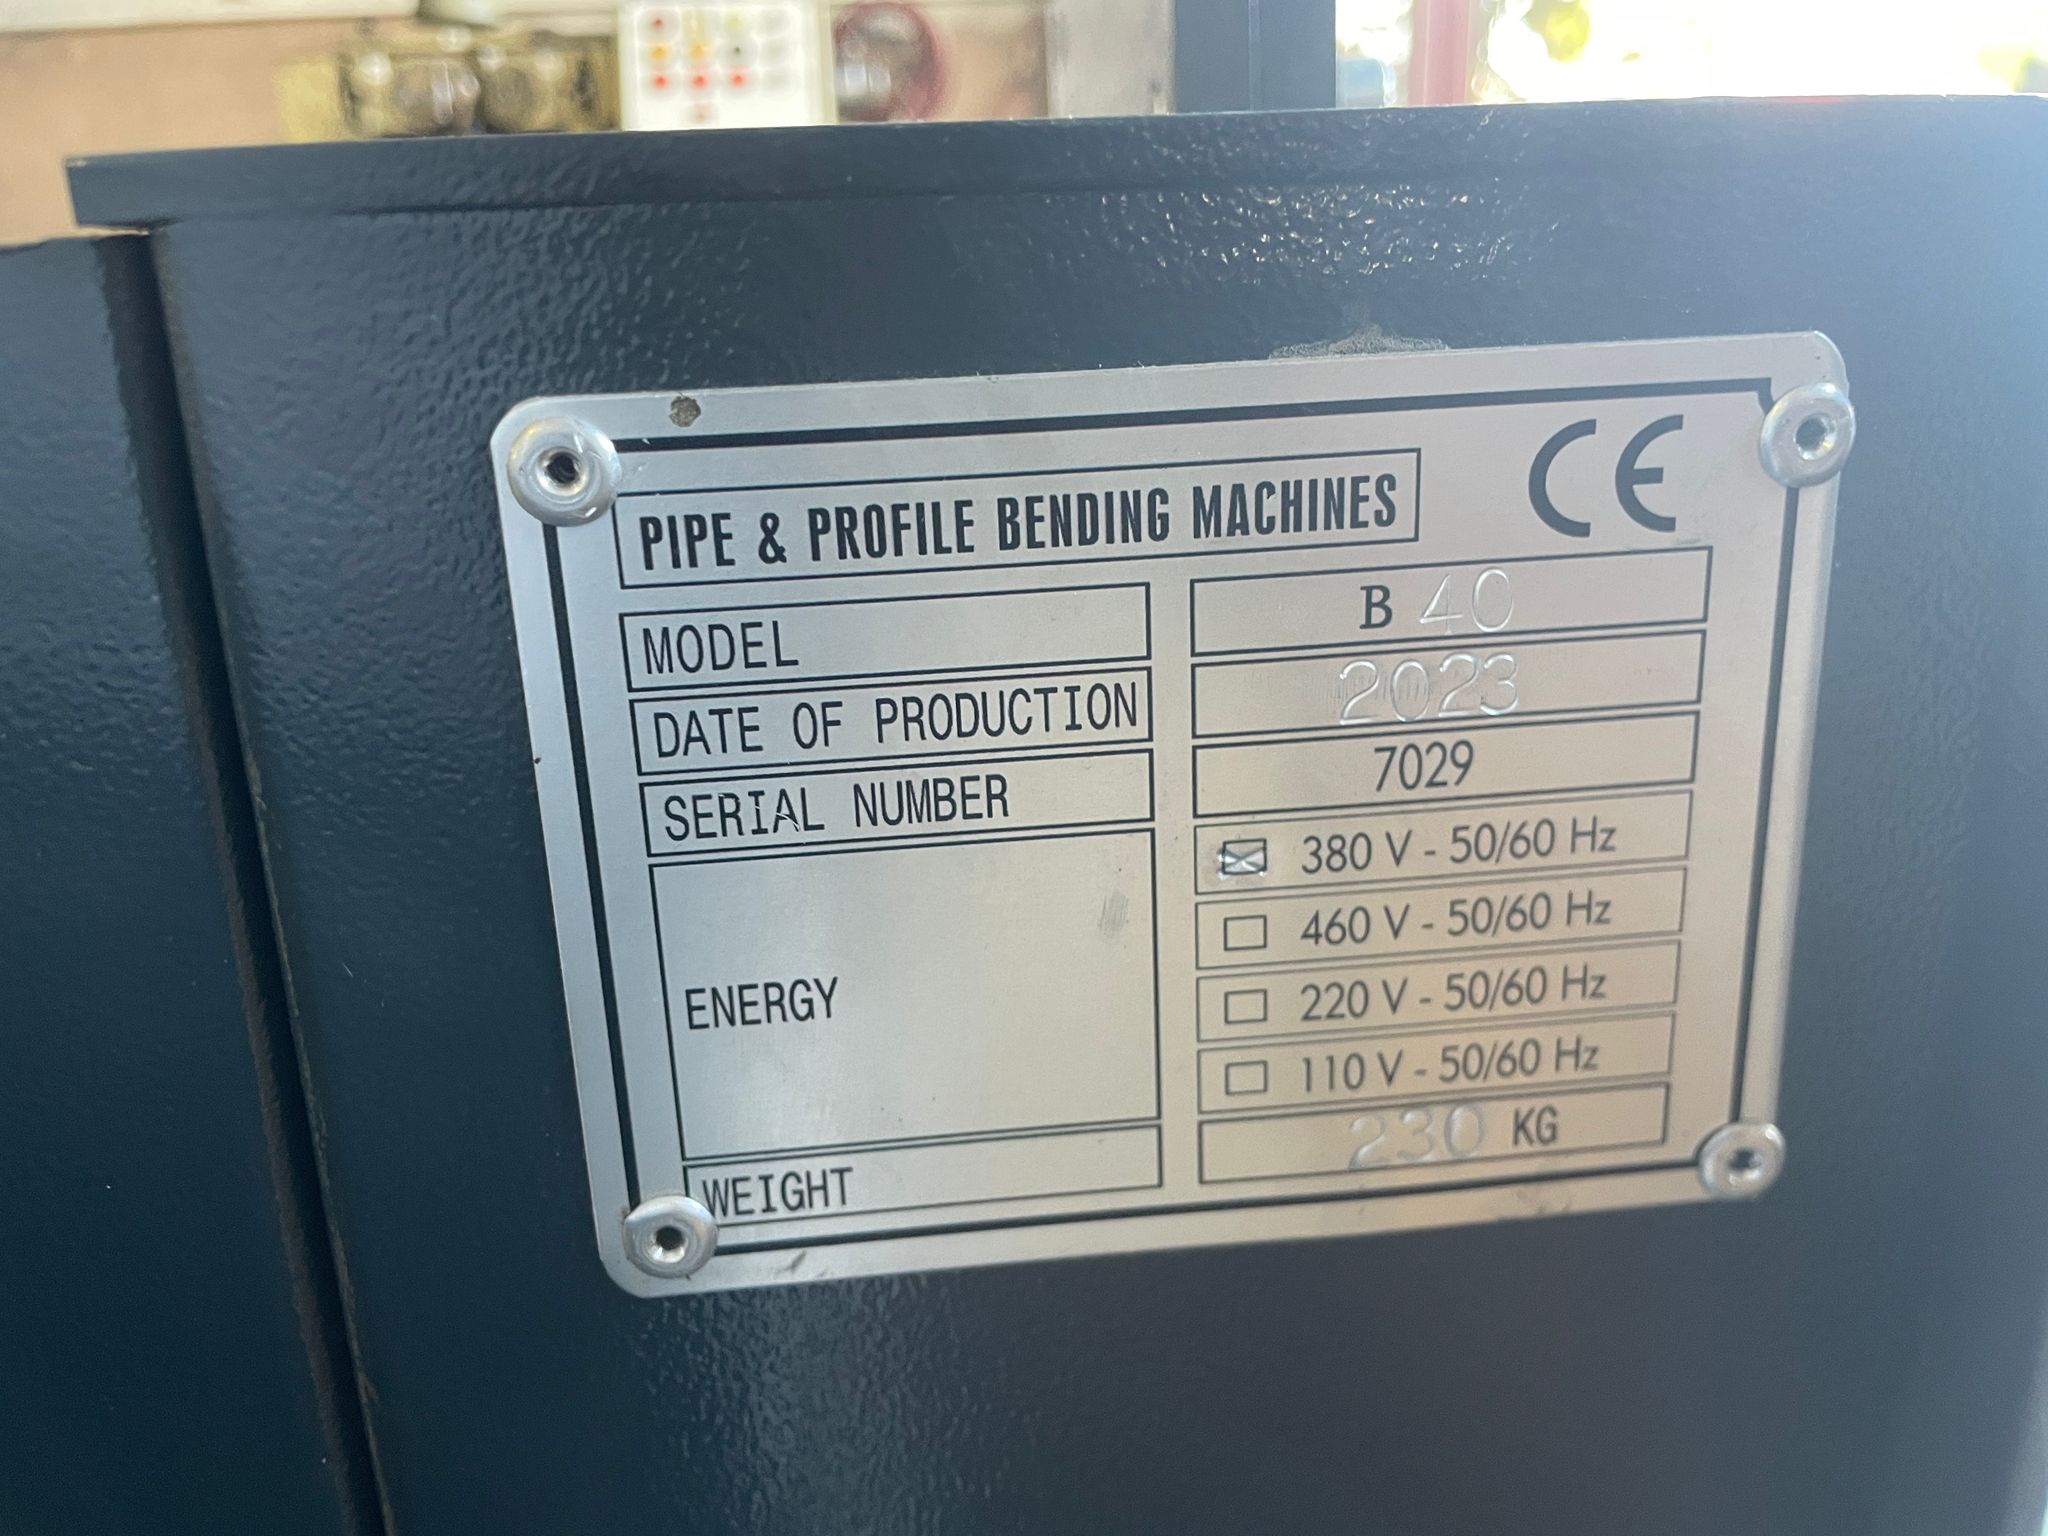 PIPE & PROFILE BENDING MACHINES CE
MODEL B 40
DATE OF PRODUCTION 2023
SERIAL NUMBER 7029
ENERGY
☒ 380 V - 50/60 Hz
☐ 460 V - 50/60 Hz
☐ 220 V - 50/60 Hz
☐ 110 V - 50/60 Hz
WEIGHT 230 KG